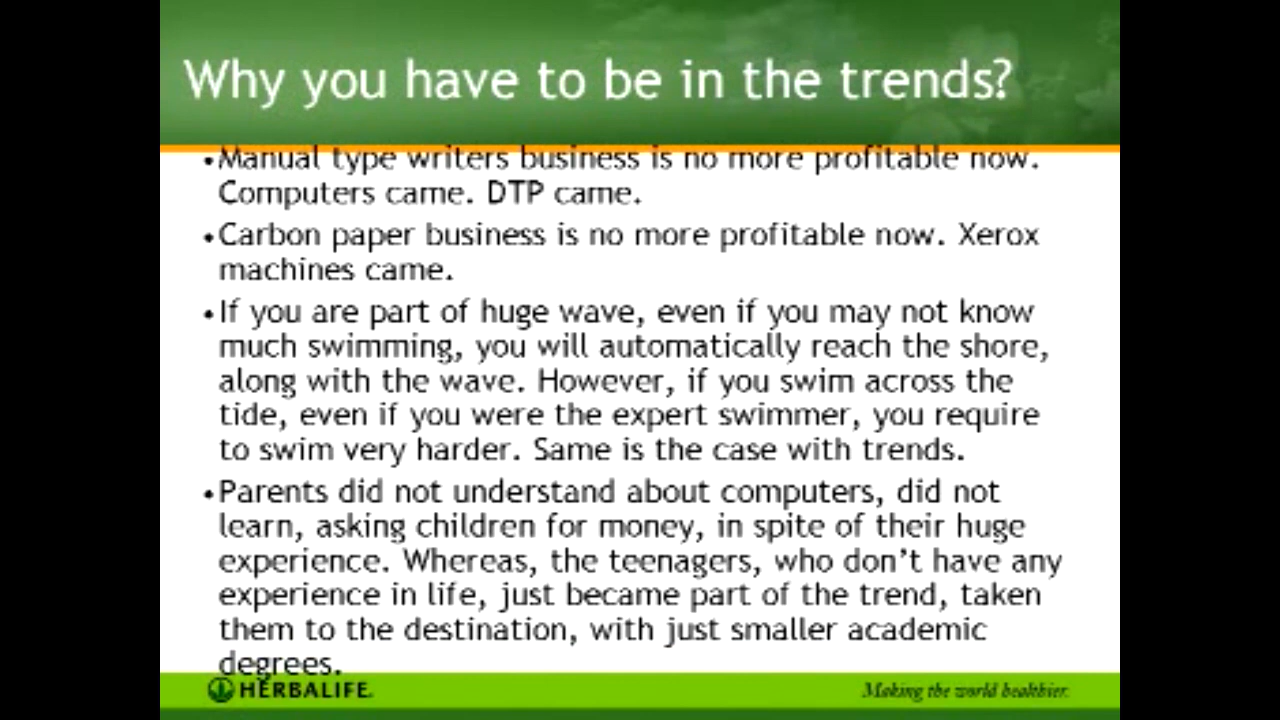 Why you have to be in the trends?
•Manual type writers business is no more profitable now.
Computers came. DTP came.
•Carbon paper business is no more profitable now. Xerox
machines came.
•If you are part of huge wave, even if you may not know
much swimming, you will automatically reach the shore,
along with the wave. However, if you swim across the
tide, even if you were the expert swimmer, you require
to swim very harder. Same is the case with trends.
•Parents did not understand about computers, did not
learn, asking children for money, in spite of their huge
experience. Whereas, the teenagers, who don’t have any
experience in life, just became part of the trend, taken
them to the destination, with just smaller academic
degrees.
HERBALIFE.
Making the world healthier.